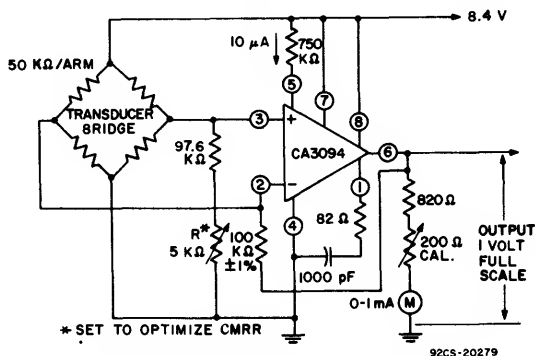 8.4 V
10 µA
750
KΩ
50 KΩ/ARM
5
7
TRANSDUCER
8RIDGE
3
+
8
97.6
KΩ
CA3094
6
2
−
1
4
82 Ω
820Ω
R*
5 KΩ
100
KΩ
±1%
200 Ω
CAL.
OUTPUT
1 VOLT
FULL
SCALE
1000 pF
0-1mA
M
* SET TO OPTIMIZE CMRR
92CS-20279